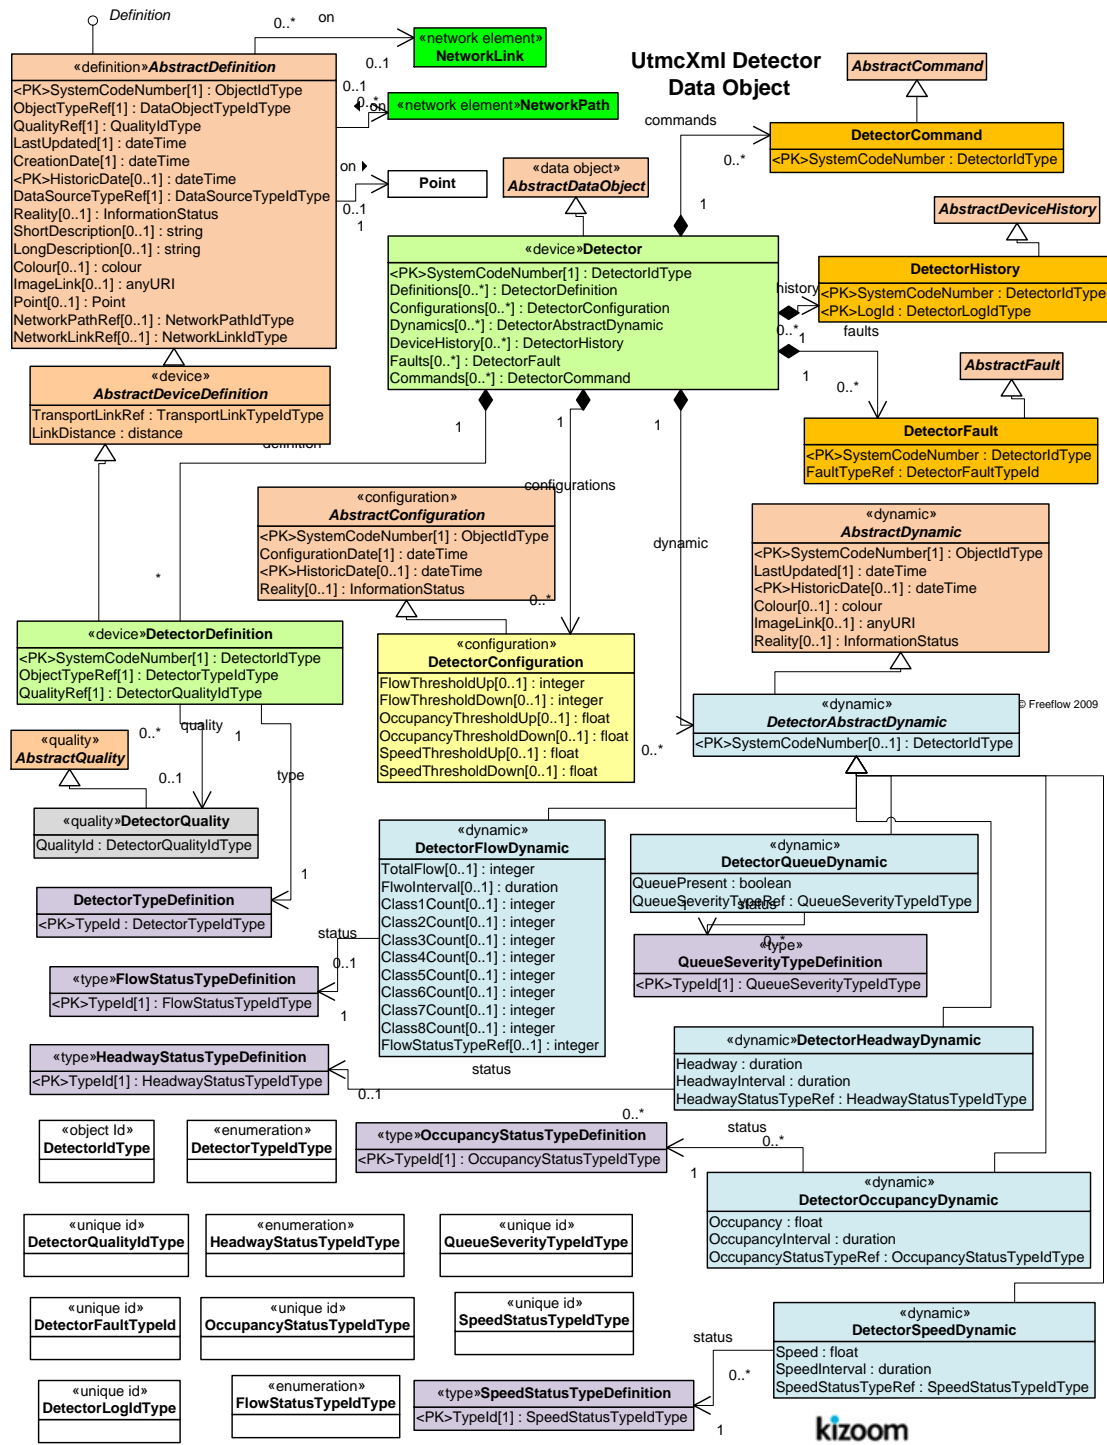 Definition
0..*
on
«network element»
NetworkLink
0..1
«definition»AbstractDefinition
<PK>SystemCodeNumber[1] : ObjectIdType
ObjectTypeRef[1] : DataObjectTypeIdType
QualityRef[1] : QualityIdType
LastUpdated[1] : dateTime
CreationDate[1] : dateTime
<PK>HistoricDate[0..1] : dateTime
DataSourceTypeRef[1] : DataSourceTypeIdType
Reality[0..1] : InformationStatus
ShortDescription[0..1] : string
LongDescription[0..1] : string
Colour[0..1] : colour
ImageLink[0..1] : anyURI
Point[0..1] : Point
NetworkPathRef[0..1] : NetworkPathIdType
NetworkLinkRef[0..1] : NetworkLinkIdType
0..1
0..*
on
«network element»NetworkPath
on
Point
0..1
1
UtmcXml Detector
Data Object
AbstractCommand
commands
0..*
DetectorCommand
<PK>SystemCodeNumber : DetectorIdType
«data object»
AbstractDataObject
1
AbstractDeviceHistory
«device»Detector
<PK>SystemCodeNumber[1] : DetectorIdType
Definitions[0..*] : DetectorDefinition
Configurations[0..*] : DetectorConfiguration
Dynamics[0..*] : DetectorAbstractDynamic
DeviceHistory[0..*] : DetectorHistory
Faults[0..*] : DetectorFault
Commands[0..*] : DetectorCommand
DetectorHistory
<PK>SystemCodeNumber : DetectorIdType
<PK>LogId : DetectorLogIdType
history
0..*
1
faults
1
0..*
AbstractFault
DetectorFault
<PK>SystemCodeNumber : DetectorIdType
FaultTypeRef : DetectorFaultTypeId
«device»
AbstractDeviceDefinition
TransportLinkRef : TransportLinkTypeIdType
LinkDistance : distance
definition
1
1
1
configurations
dynamic
«configuration»
AbstractConfiguration
<PK>SystemCodeNumber[1] : ObjectIdType
ConfigurationDate[1] : dateTime
<PK>HistoricDate[0..1] : dateTime
Reality[0..1] : InformationStatus
*
0..*
«dynamic»
AbstractDynamic
<PK>SystemCodeNumber[1] : ObjectIdType
LastUpdated[1] : dateTime
<PK>HistoricDate[0..1] : dateTime
Colour[0..1] : colour
ImageLink[0..1] : anyURI
Reality[0..1] : InformationStatus
«device»DetectorDefinition
<PK>SystemCodeNumber[1] : DetectorIdType
ObjectTypeRef[1] : DetectorTypeIdType
QualityRef[1] : DetectorQualityIdType
«configuration»
DetectorConfiguration
FlowThresholdUp[0..1] : integer
FlowThresholdDown[0..1] : integer
OccupancyThresholdUp[0..1] : float
OccupancyThresholdDown[0..1] : float
SpeedThresholdUp[0..1] : float
SpeedThresholdDown[0..1] : float
0..*
«dynamic»
DetectorAbstractDynamic
<PK>SystemCodeNumber[0..1] : DetectorIdType
© Freeflow 2009
«quality»
AbstractQuality
0..*
quality
1
0..1
type
«quality»DetectorQuality
QualityId : DetectorQualityIdType
1
DetectorTypeDefinition
<PK>TypeId : DetectorTypeIdType
«dynamic»
DetectorFlowDynamic
TotalFlow[0..1] : integer
FlwoInterval[0..1] : duration
Class1Count[0..1] : integer
Class2Count[0..1] : integer
Class3Count[0..1] : integer
Class4Count[0..1] : integer
Class5Count[0..1] : integer
Class6Count[0..1] : integer
Class7Count[0..1] : integer
Class8Count[0..1] : integer
FlowStatusTypeRef[0..1] : integer
«dynamic»
DetectorQueueDynamic
QueuePresent : boolean
QueueSeverityTypeRef : QueueSeverityTypeIdType
status
0..*
«type»
QueueSeverityTypeDefinition
<PK>TypeId[1] : QueueSeverityTypeIdType
status
0..1
«type»FlowStatusTypeDefinition
<PK>TypeId[1] : FlowStatusTypeIdType
1
«type»HeadwayStatusTypeDefinition
<PK>TypeId[1] : HeadwayStatusTypeIdType
status
0..1
«dynamic»DetectorHeadwayDynamic
Headway : duration
HeadwayInterval : duration
HeadwayStatusTypeRef : HeadwayStatusTypeIdType
0..*
«object Id»
DetectorIdType
«enumeration»
DetectorTypeIdType
«type»OccupancyStatusTypeDefinition
<PK>TypeId[1] : OccupancyStatusTypeIdType
status
0..*
1
«dynamic»
DetectorOccupancyDynamic
Occupancy : float
OccupancyInterval : duration
OccupancyStatusTypeRef : OccupancyStatusTypeIdType
«unique id»
DetectorQualityIdType
«enumeration»
HeadwayStatusTypeIdType
«unique id»
QueueSeverityTypeIdType
«unique id»
DetectorFaultTypeId
«unique id»
OccupancyStatusTypeIdType
«unique id»
SpeedStatusTypeIdType
«dynamic»
DetectorSpeedDynamic
Speed : float
SpeedInterval : duration
SpeedStatusTypeRef : SpeedStatusTypeIdType
status
0..*
«unique id»
DetectorLogIdType
«enumeration»
FlowStatusTypeIdType
«type»SpeedStatusTypeDefinition
<PK>TypeId[1] : SpeedStatusTypeIdType
1
kizoom